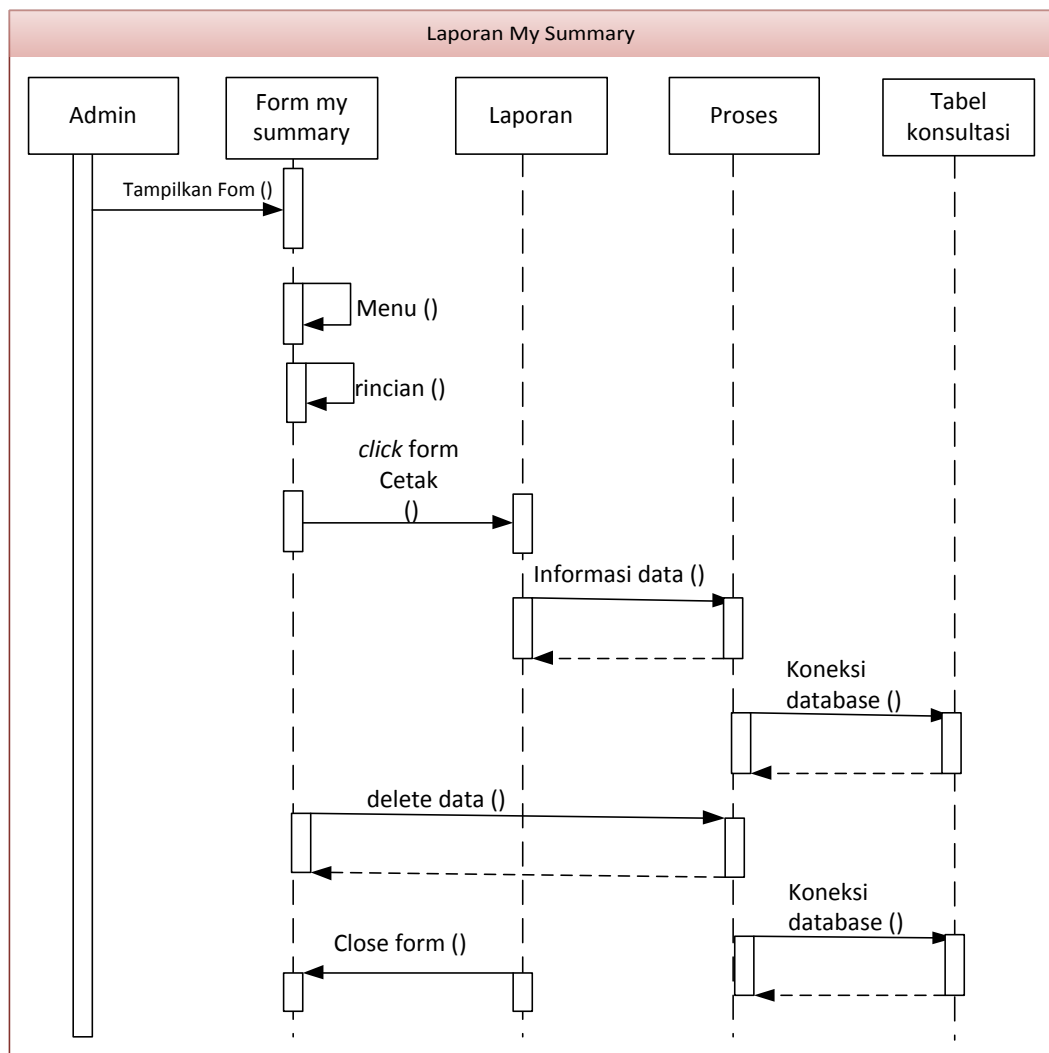 Laporan My Summary
Admin
Form my
summary
Laporan
Proses
Tabel
konsultasi
Tampilkan Fom ()
Menu ()
rincian ()
click form
Cetak
()
Informasi data ()
Koneksi
database ()
delete data ()
Koneksi
database ()
Close form ()